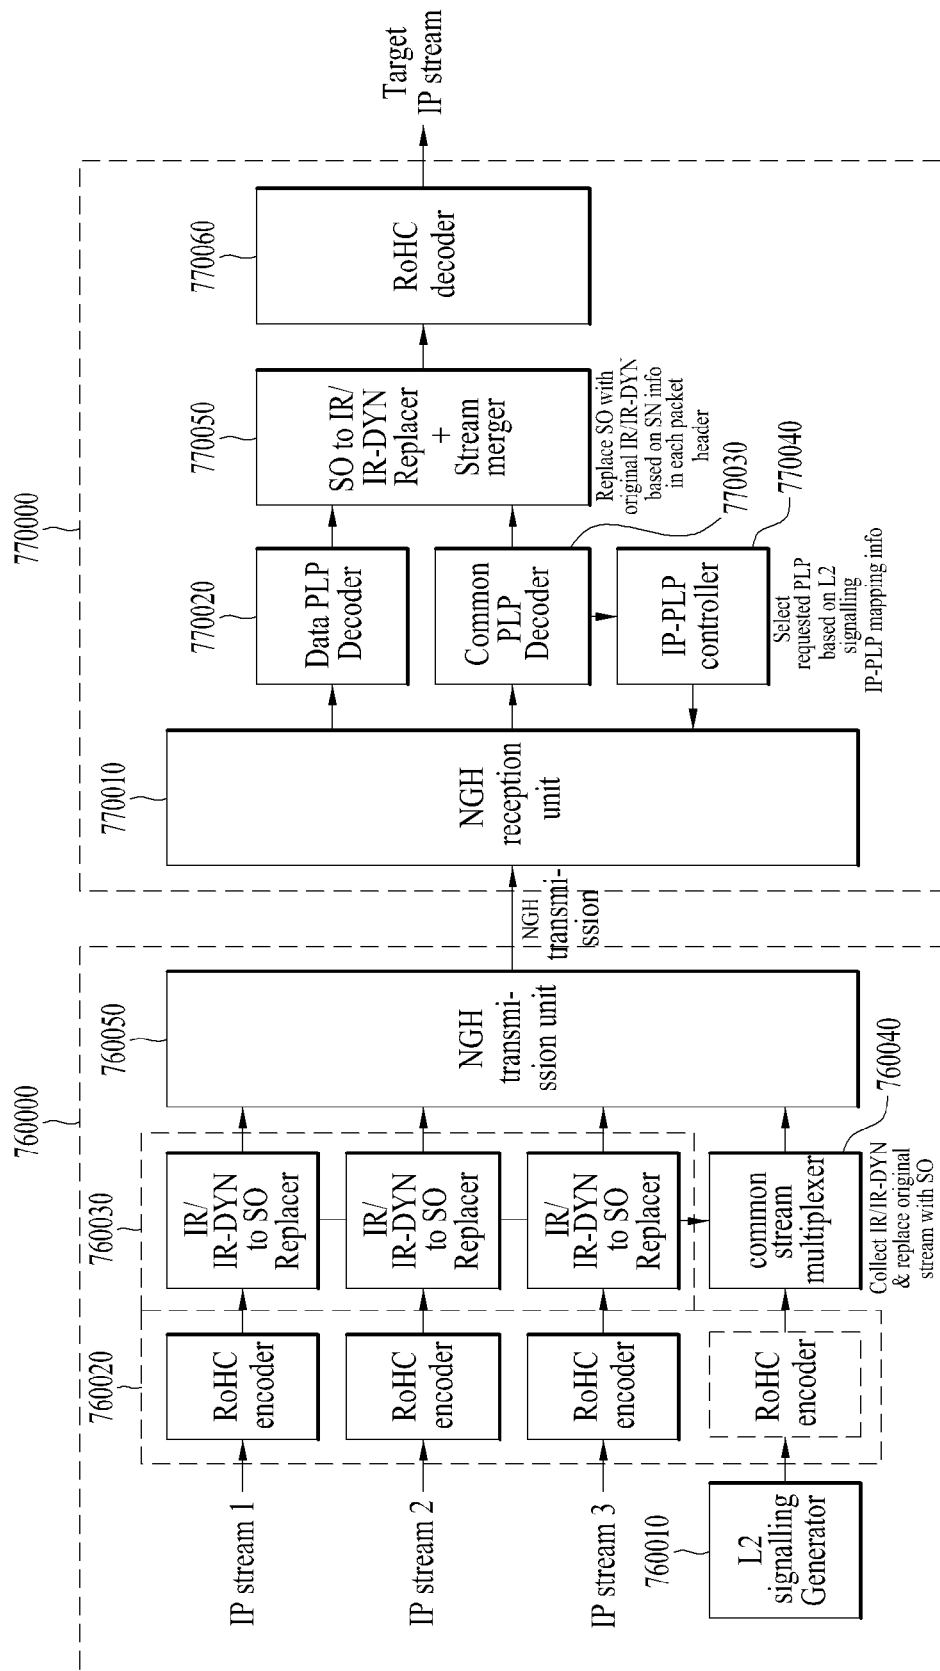 760000
760020
760030
760050
IP stream 1
RoHC
encoder
IR/
IR-DYN
to SO
Replacer
IP stream 2
RoHC
encoder
IR/
IR-DYN
to SO
Replacer
IP stream 3
RoHC
encoder
IR/
IR-DYN
to SO
Replacer
NGH
transmi-
ssion unit
760010
L2
signalling
Generator
RoHC
encoder
common
stream
multiplexer
760040
Collect IR/IR-DYN
& replace original
stream with SO
NGH
transmi-
ssion
770000
770010
NGH
reception
unit
770020
Data PLP
Decoder
Common
PLP
Decoder
770030
IP-PLP
controller
770040
Select
requested PLP
based on L2
signalling
IP-PLP mapping info
770050
SO to IR/
IR-DYN
Replacer
+
Stream
merger
Replace SO with
original IR/IR-DYN
based on SN info
in each packet
header
770060
RoHC
decoder
Target
IP stream